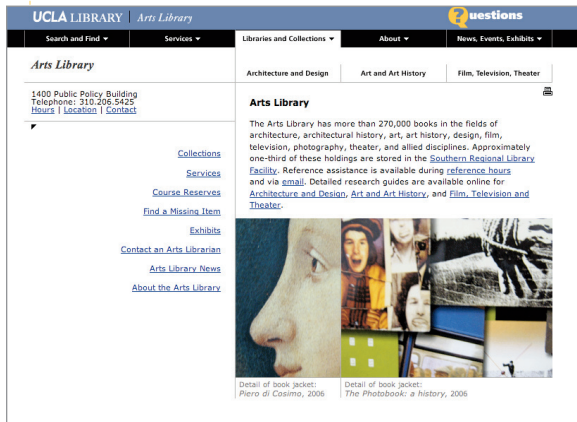 UCLA LIBRARY Arts Library
Questions
Search and Find Services Libraries and Collections About News, Events, Exhibits
Arts Library
Architecture and Design Art and Art History Film, Television, Theater
1400 Public Policy Building
Telephone: 310.206.5425
Hours | Location | Contact
Collections
Services
Course Reserves
Find a Missing Item
Exhibits
Contact an Arts Librarian
Arts Library News
About the Arts Library
Arts Library
The Arts Library has more than 270,000 books in the fields of
architecture, architectural history, art, art history, design, film,
television, photography, theater, and allied disciplines. Approximately
one-third of these holdings are stored in the Southern Regional Library
Facility. Reference assistance is available during reference hours
and via email. Detailed research guides are available online for
Architecture and Design, Art and Art History, and Film, Television and
Theater.
Detail of book jacket:
Piero di Cosimo, 2006
Detail of book jacket:
The Photobook: a history, 2006